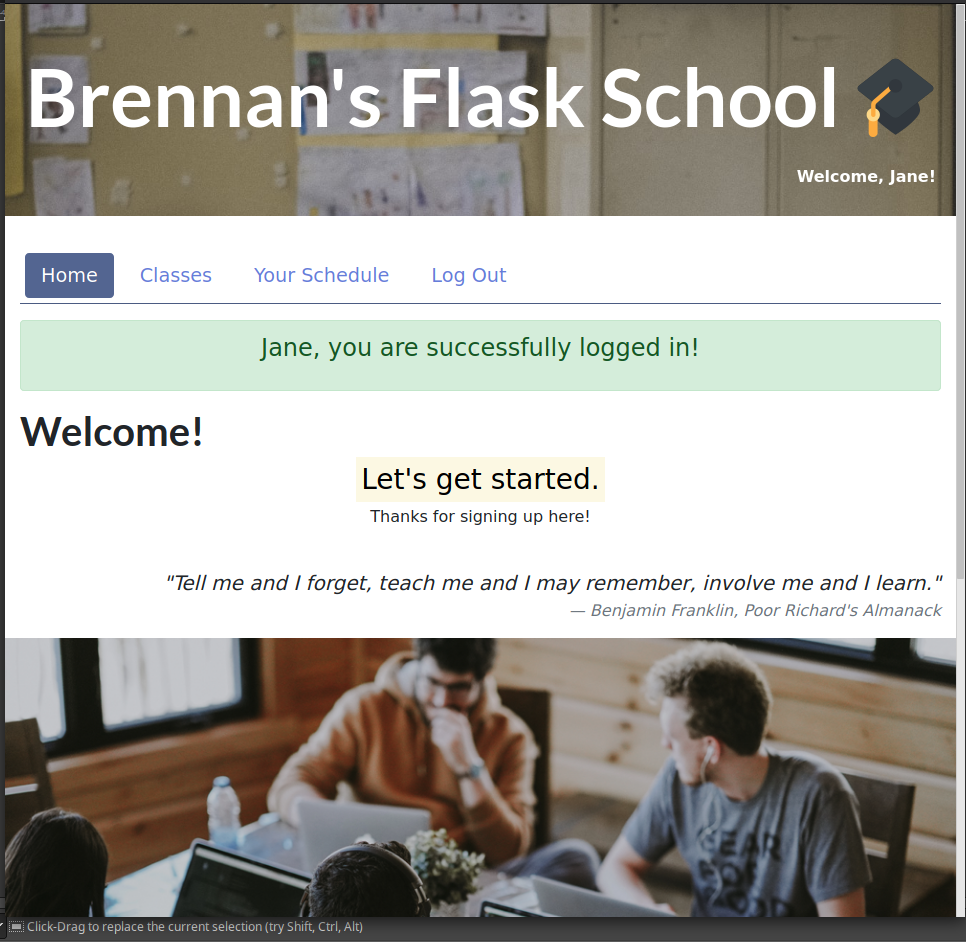 Brennan's Flask School
Welcome, Jane!
Home Classes Your Schedule Log Out
Jane, you are successfully logged in!
Welcome!
Let's get started.
Thanks for signing up here!
"Tell me and I forget, teach me and I may remember, involve me and I learn."
— Benjamin Franklin, Poor Richard's Almanack
Click-Drag to replace the current selection (try Shift, Ctrl, Alt)